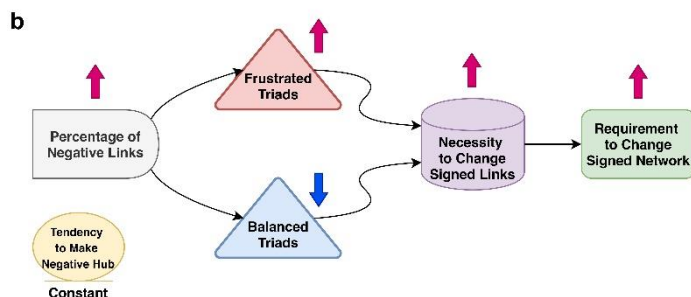 b
Percentage of
Negative Links
Frustrated
Triads
Balanced
Triads
Necessity
to Change
Signed Links
Requirement
to Change
Signed Network
Tendency
to Make
Negative Hub
Constant